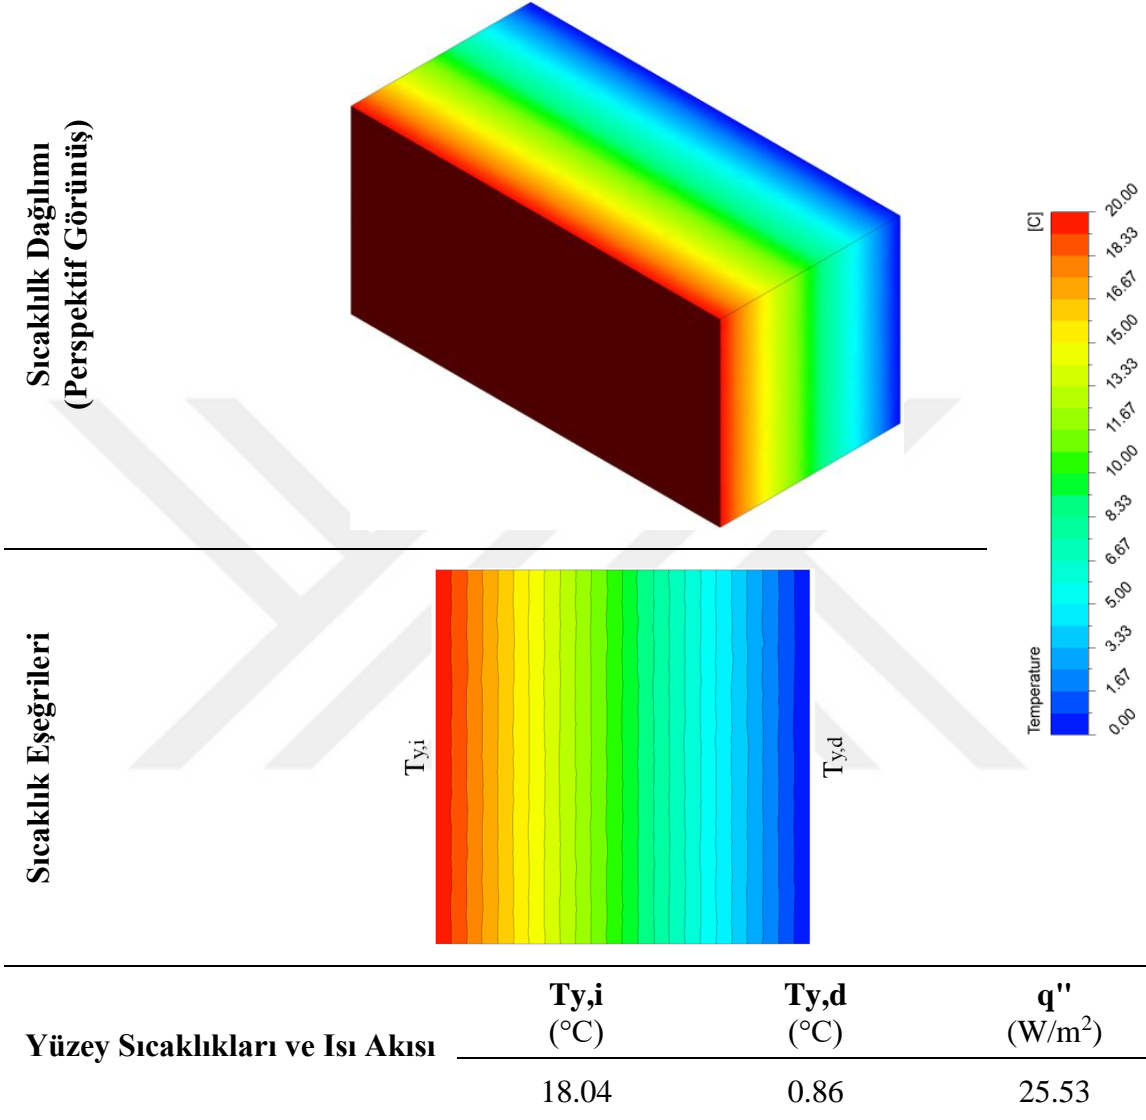 Sıcaklılk Dağılımı
(Perspektif Görünüş)
[C]
20.00
18.33
16.67
15.00
13.33
11.67
10.00
8.33
6.67
5.00
3.33
1.67
0.00
Temperature
Sıcaklık Eşeğrileri
Ty,i
Ty,d
Ty,i Ty,d q"
(°C) (°C) (W/m²)
Yüzey Sıcaklıkları ve Isı Akısı
18.04 0.86 25.53